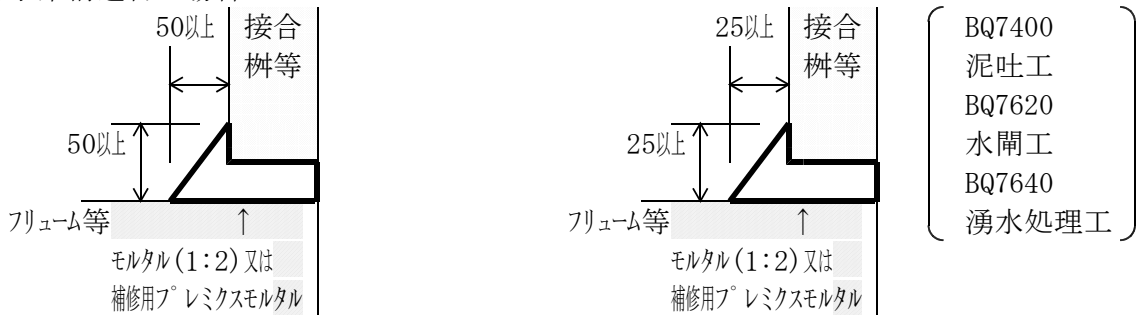 50以上
接合
桝等
50以上
フリューム等
↑
モルタル(1:2)又は
補修用プレミクスモルタル
25以上
接合
桝等
25以上
フリューム等
↑
モルタル(1:2)又は
補修用プレミクスモルタル
BQ7400
泥吐工
BQ7620
水閘工
BQ7640
湧水処理工